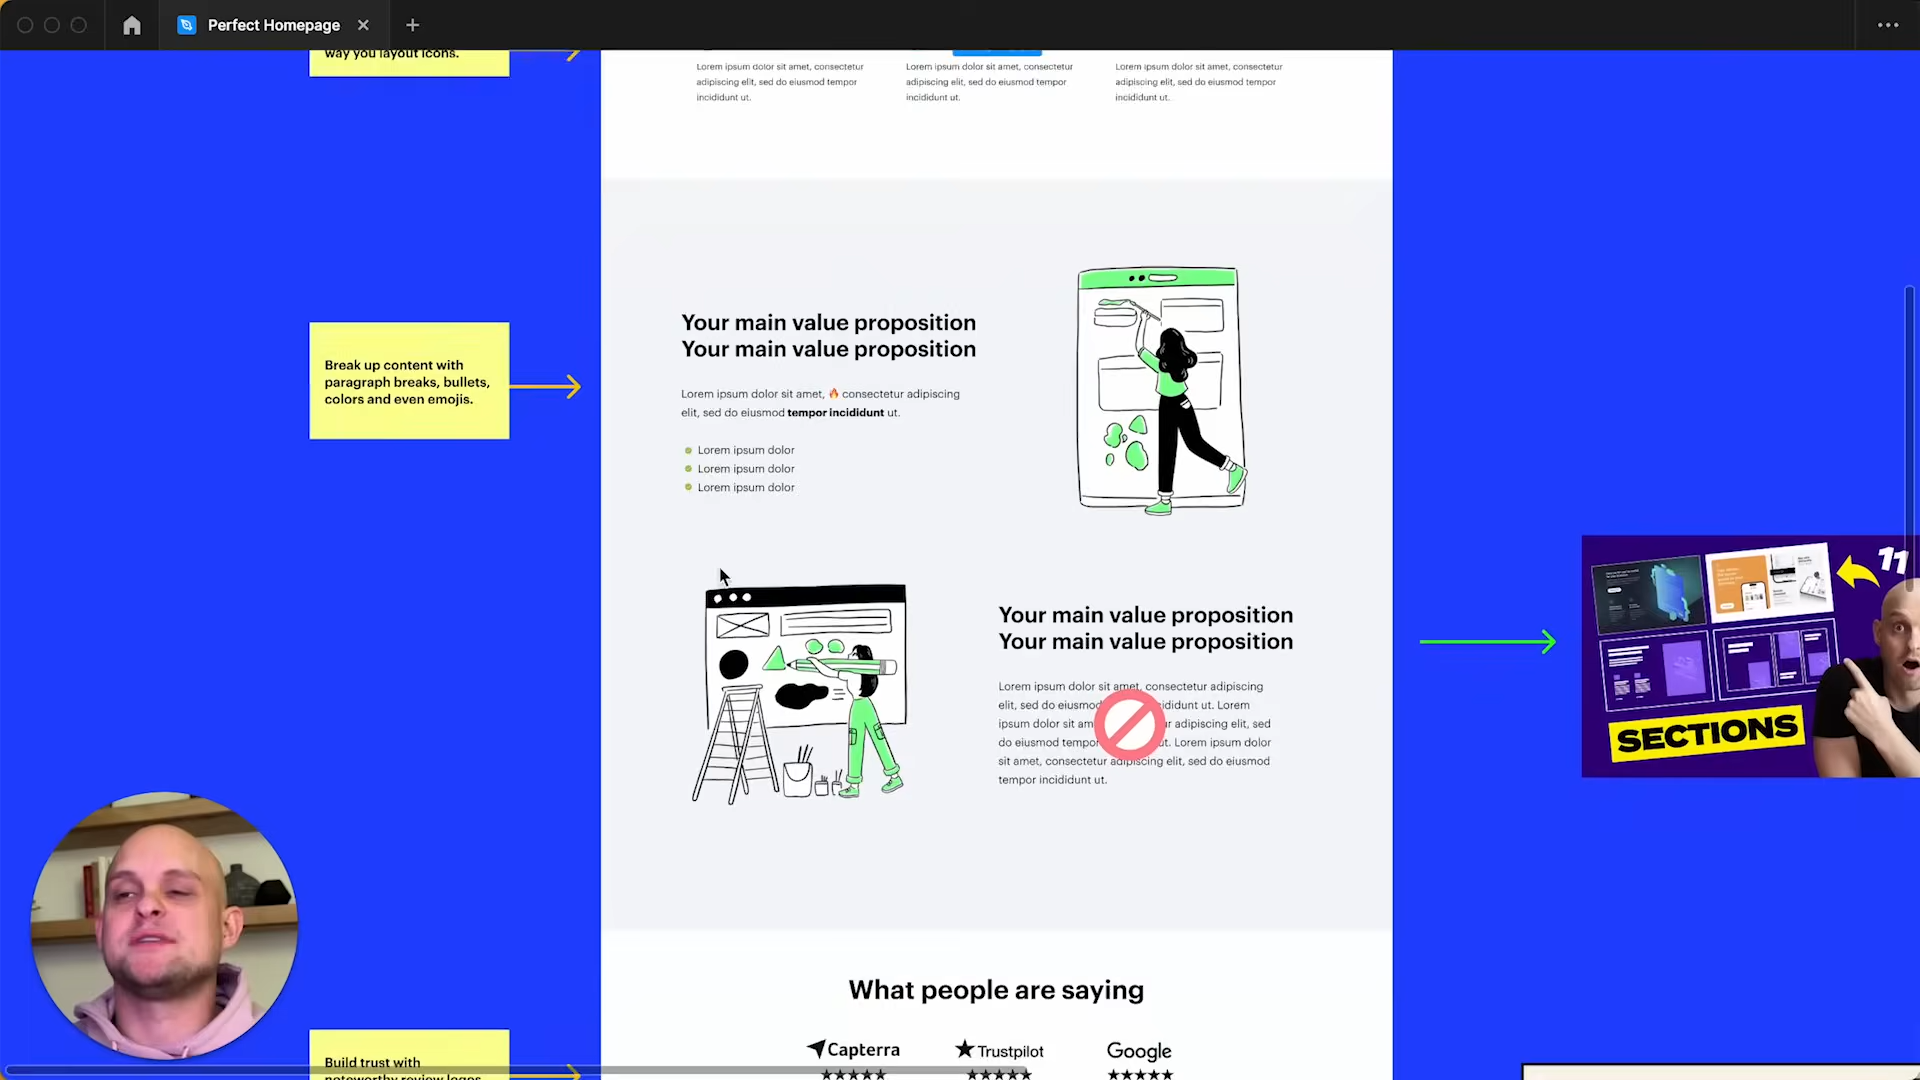 Perfect Homepage
way you layout icons.
Lorem ipsum dolor sit amet, consectetur
adipiscing elit, sed do eiusmod tempor
incididunt ut.
Lorem ipsum dolor sit amet, consectetur
adipiscing elit, sed do eiusmod tempor
incididunt ut.
Lorem ipsum dolor sit amet, consectetur
adipiscing elit, sed do eiusmod tempor
incididunt ut.
Break up content with
paragraph breaks, bullets,
colors and even emojis.
Your main value proposition
Your main value proposition
Lorem ipsum dolor sit amet, 🔥 consectetur adipiscing
elit, sed do eiusmod tempor incididunt ut.
Lorem ipsum dolor
Lorem ipsum dolor
Lorem ipsum dolor
Your main value proposition
Your main value proposition
Lorem ipsum dolor sit amet, consectetur adipiscing
elit, sed do eiusmod ididunt ut. Lorem
ipsum dolor sit am r adipiscing elit, sed
do eiusmod tempor ut. Lorem ipsum dolor
sit amet, consectetur adipiscing elit, sed do eiusmod
tempor incididunt ut.
11
SECTIONS
What people are saying
Capterra
Trustpilot
Google
Build trust with
noteworthy review logos